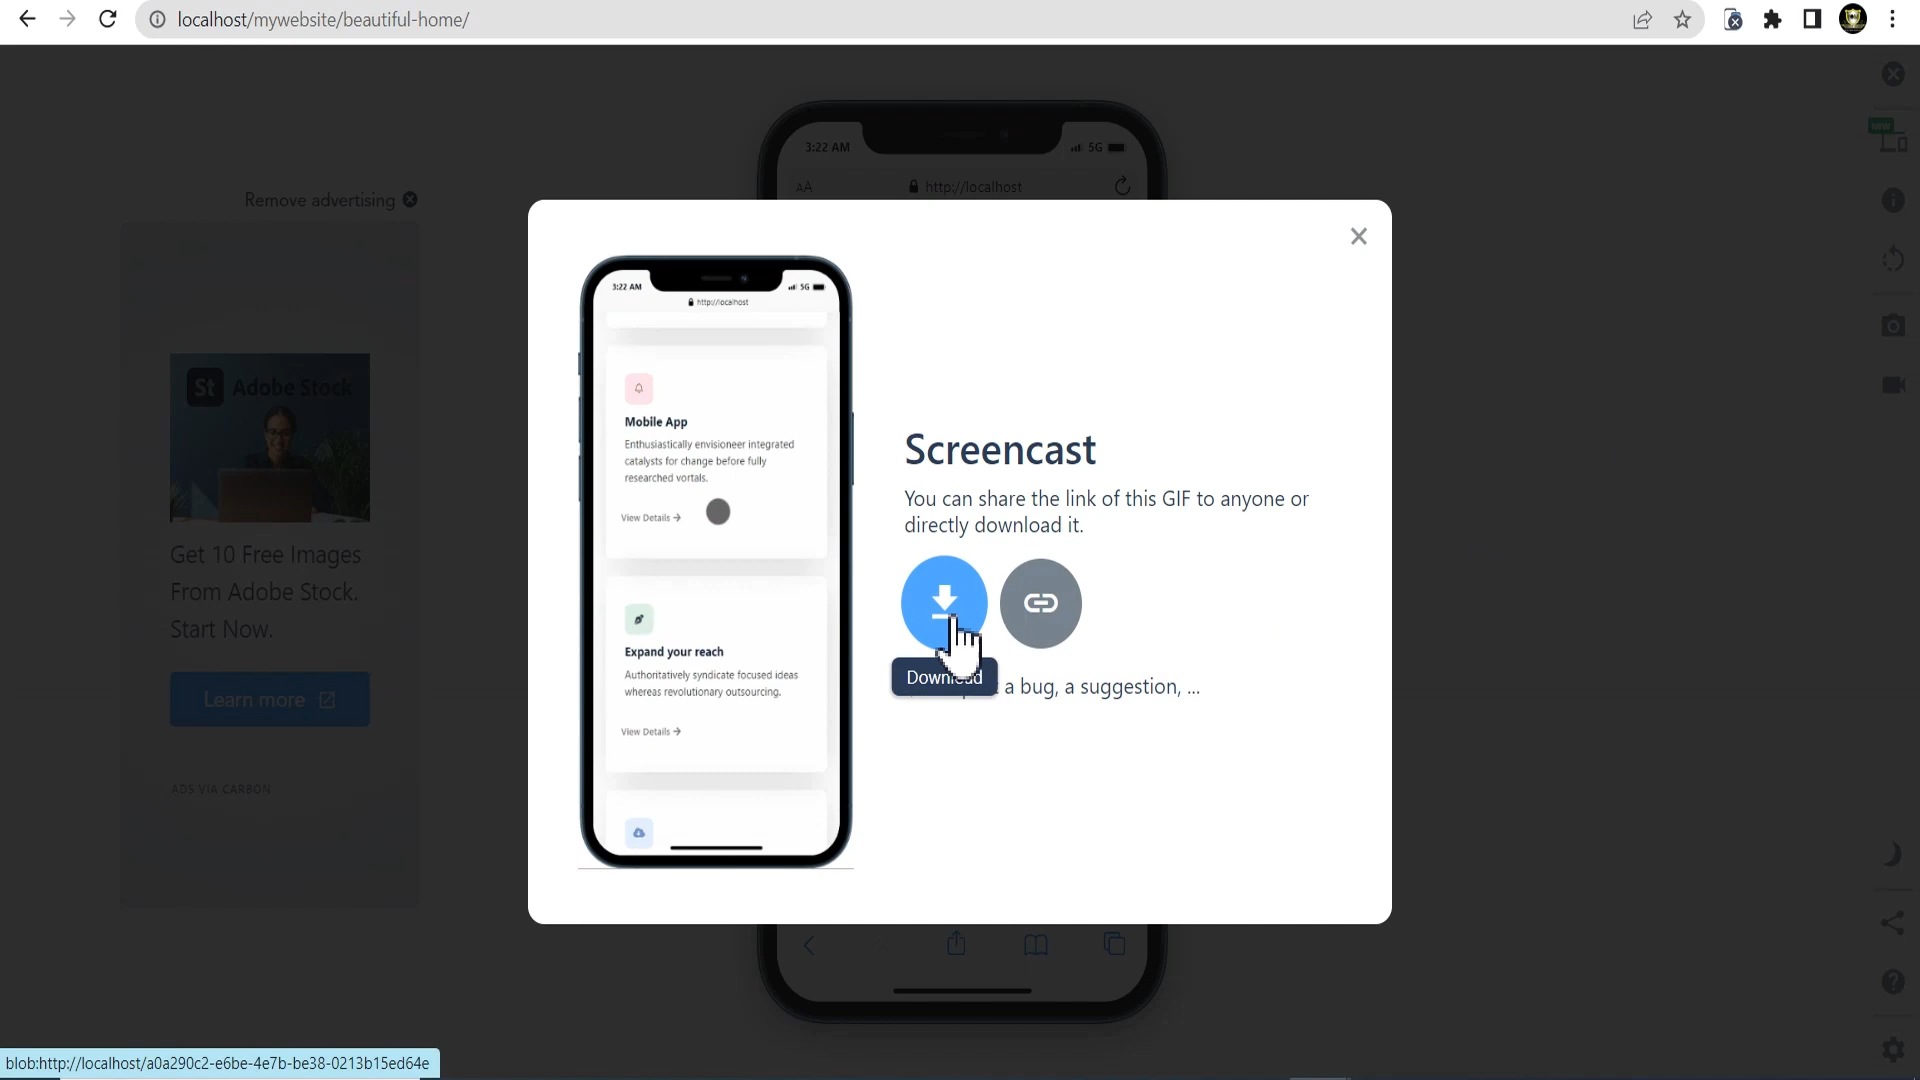 localhost/mywebsite/beautiful-home/
NEW
3:22 AM
5G
AA
http://localhost
Remove advertising
St Adobe Stock
Get 10 Free Images
From Adobe Stock.
Start Now.
Learn more
ADS VIA CARBON
3:22 AM
5G
http://localhost
Mobile App
Enthusiastically envisioneer integrated
catalysts for change before fully
researched vortals.
View Details →
Expand your reach
Authoritatively syndicate focused ideas
whereas revolutionary outsourcing.
View Details →
Screencast
You can share the link of this GIF to anyone or
directly download it.
Download
a bug, a suggestion, ...
blob:http://localhost/a0a290c2-e6be-4e7b-be38-0213b15ed64e